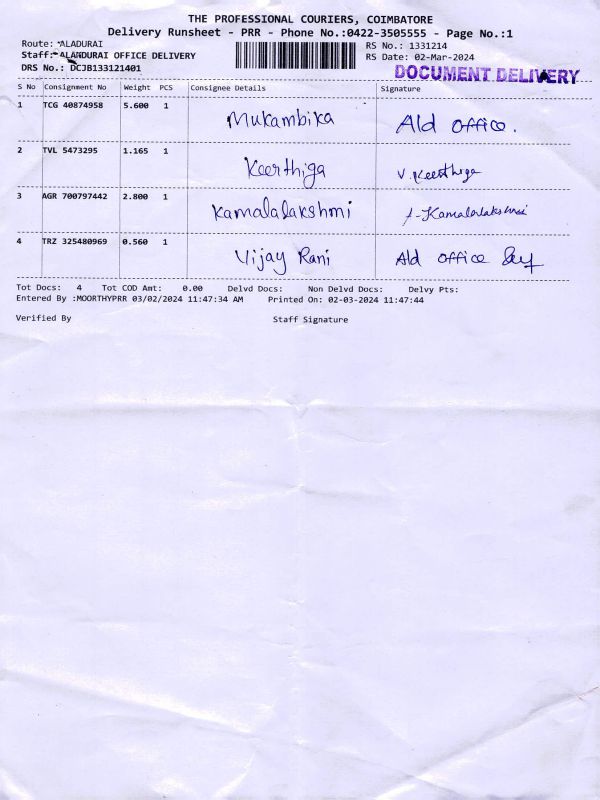 THE PROFESSIONAL COURIERS, COIMBATORE
Delivery Runsheet - PRR - Phone No.:0422-3505555 - Page No.:1
Route: ALADURAI
RS No.: 1331214
Staff: ALANDURAI OFFICE DELIVERY
RS Date: 02-Mar-2024
DRS No.: DCJB133121401
DOCUMENT DELIVERY
S No Consignment No Weight PCS Consignee Details Signature
1 TCG 40874958 5.600 1 Mukambika Ald office.
2 TVL 5473295 1.165 1 Keerthiga V. Keerthiga
3 AGR 700797442 2.800 1 Kamalalakshmi Kamalalakshmi
4 TRZ 325480969 0.560 1 Vijay Rani Ald office
Tot Docs: 4 Tot COD Amt: 0.00 Delvd Docs: Non Delvd Docs: Delvy Pts:
Entered By :MOORTHYPRR 03/02/2024 11:47:34 AM Printed On: 02-03-2024 11:47:44
Verified By Staff Signature